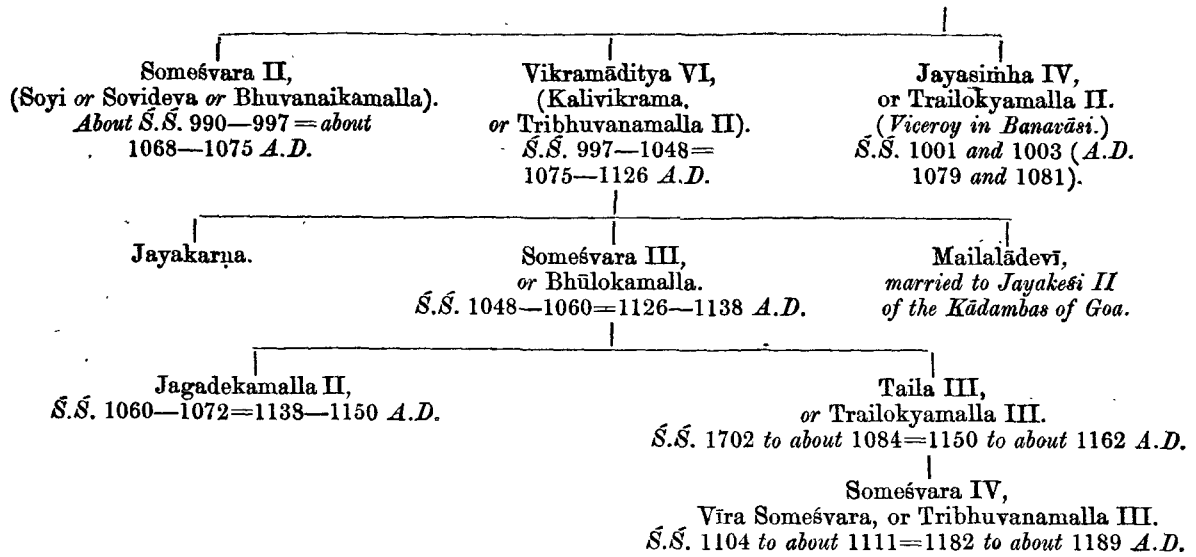 Someśvara II,
(Soyi or Sovideva or Bhuvanaikamalla).
About Ś.Ś. 990—997=about
1068—1075 A.D.
Vikramāditya VI,
(Kalivikrama,
or Tribhuvanamalla II).
Ś.Ś. 997—1048=
1075—1126 A.D.
Jayasiṁha IV,
or Trailokyamalla II.
(Viceroy in Banavāsi.)
Ś.Ś. 1001 and 1003 (A.D.
1079 and 1081).
Jayakarṇa.
Someśvara III,
or Bhūlokamalla.
Ś.Ś. 1048—1060=1126—1138 A.D.
Mailalādevī,
married to Jayakeśi II
of the Kādambas of Goa.
Jagadekamalla II,
Ś.Ś. 1060—1072=1138—1150 A.D.
Taila III,
or Trailokyamalla III.
Ś.Ś. 1702 to about 1084=1150 to about 1162 A.D.
Someśvara IV,
Vīra Someśvara, or Tribhuvanamalla III.
Ś.Ś. 1104 to about 1111=1182 to about 1189 A.D.